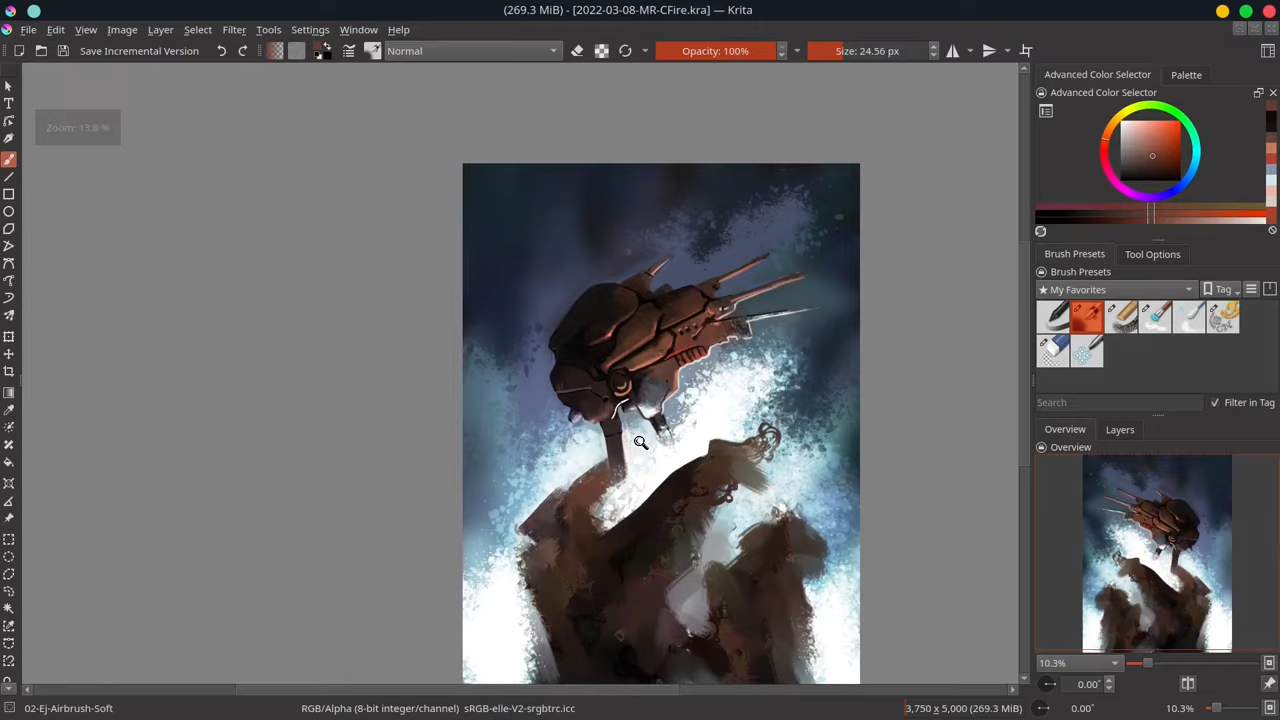 (269.3 MiB) - [2022-03-08-MR-CFire.kra] — Krita
File Edit View Image Layer Select Filter Tools Settings Window Help
Save Incremental Version Normal Opacity: 100% Size: 24.56 px
Advanced Color Selector Palette
Advanced Color Selector
Zoom: 13.8 %
Brush Presets Tool Options
Brush Presets
★ My Favorites Tag
Search Filter in Tag
Overview Layers
Overview
10.3%
0.00°
02-Ej-Airbrush-Soft RGB/Alpha (8-bit integer/channel) sRGB-elle-V2-srgbtrc.icc 3,750 x 5,000 (269.3 MiB) 0.00° 10.3%